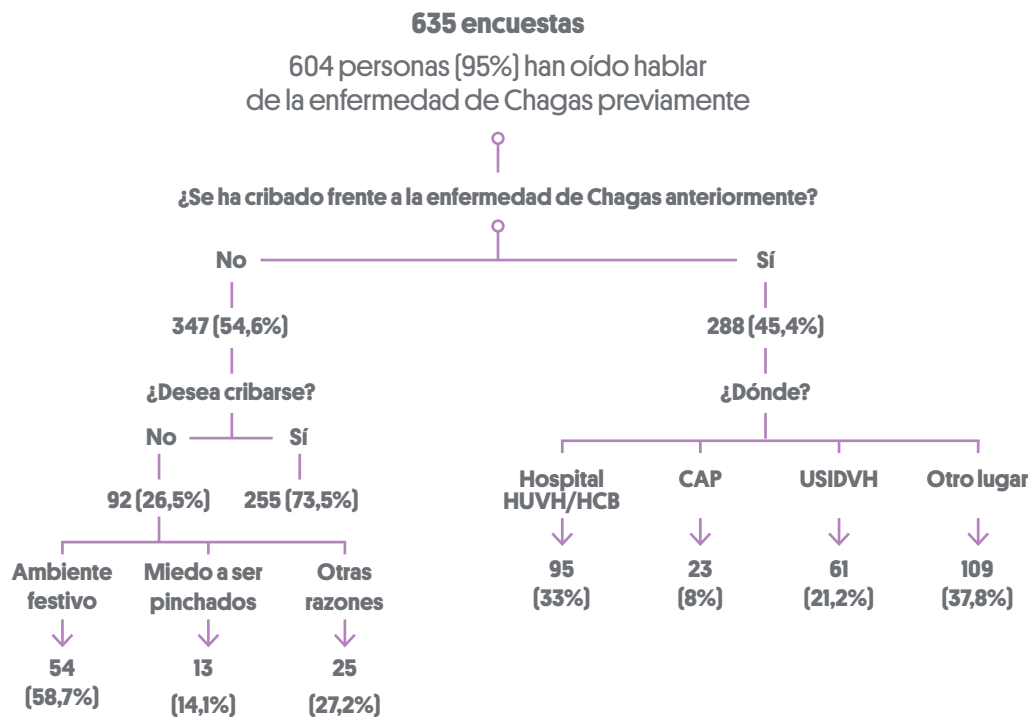 635 encuestas
604 personas (95%) han oído hablar
de la enfermedad de Chagas previamente
¿Se ha cribado frente a la enfermedad de Chagas anteriormente?
No
Sí
347 (54,6%)
288 (45,4%)
¿Desea cribarse?
¿Dónde?
No
Sí
92 (26,5%)
255 (73,5%)
Hospital
HUVH/HCB
CAP
USIDVH
Otro lugar
95
(33%)
23
(8%)
61
(21,2%)
109
(37,8%)
Ambiente
festivo
Miedo a ser
pinchados
Otras
razones
54
(58,7%)
13
(14,1%)
25
(27,2%)